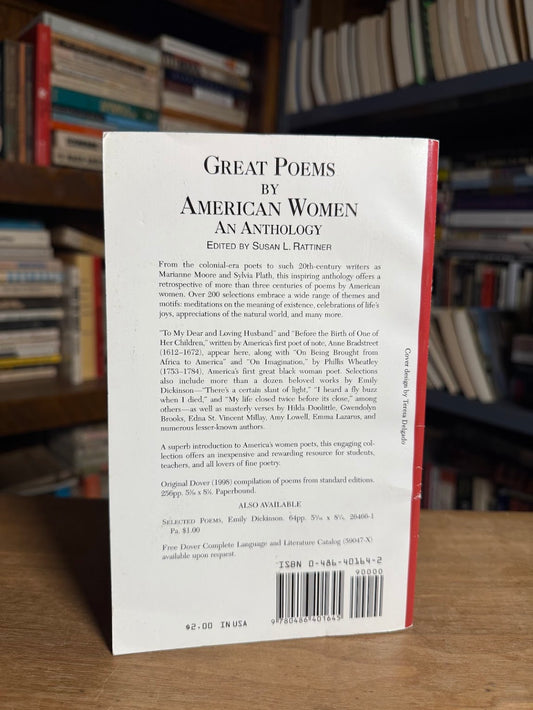 GREAT POEMS
BY
AMERICAN WOMEN
AN ANTHOLOGY
EDITED BY SUSAN L. RATTINER
From the colonial-era poets to such 20th-century writers as
Marianne Moore and Sylvia Plath, this inspiring anthology offers a
retrospective of more than three centuries of poems by American
women. Over 200 selections embrace a wide range of themes and
motifs: meditations on the meaning of existence, celebrations of life's
joys, appreciations of the natural world, and many more.
"To My Dear and Loving Husband" and "Before the Birth of One of
Her Children," written by America's first poet of note, Anne Bradstreet
(1612–1672), appear here, along with "On Being Brought from
Africa to America" and "On Imagination," by Phillis Wheatley
(1753–1784), America's first great black woman poet. Selections
also include more than a dozen beloved works by Emily
Dickinson—"There's a certain slant of light," "I heard a fly buzz
when I died," and "My life closed twice before its close," among
others—as well as masterly verses by Hilda Doolittle, Gwendolyn
Brooks, Edna St. Vincent Millay, Amy Lowell, Emma Lazarus, and
numerous lesser-known authors.
A superb introduction to America's women poets, this engaging col-
lection offers an inexpensive and rewarding resource for students,
teachers, and all lovers of fine poetry.
Original Dover (1998) compilation of poems from standard editions.
256pp. 5³⁄₁₆ x 8¼. Paperbound.
ALSO AVAILABLE
SELECTED POEMS, Emily Dickinson. 64pp. 5³⁄₁₆ x 8¼. 26466-1
Pa. $1.00
Free Dover Complete Language and Literature Catalog (59047-X)
available upon request.
Cover design by Teresa Delgado
ISBN 0-486-40164-2
90000
9 780486 401645
$2.00 IN USA